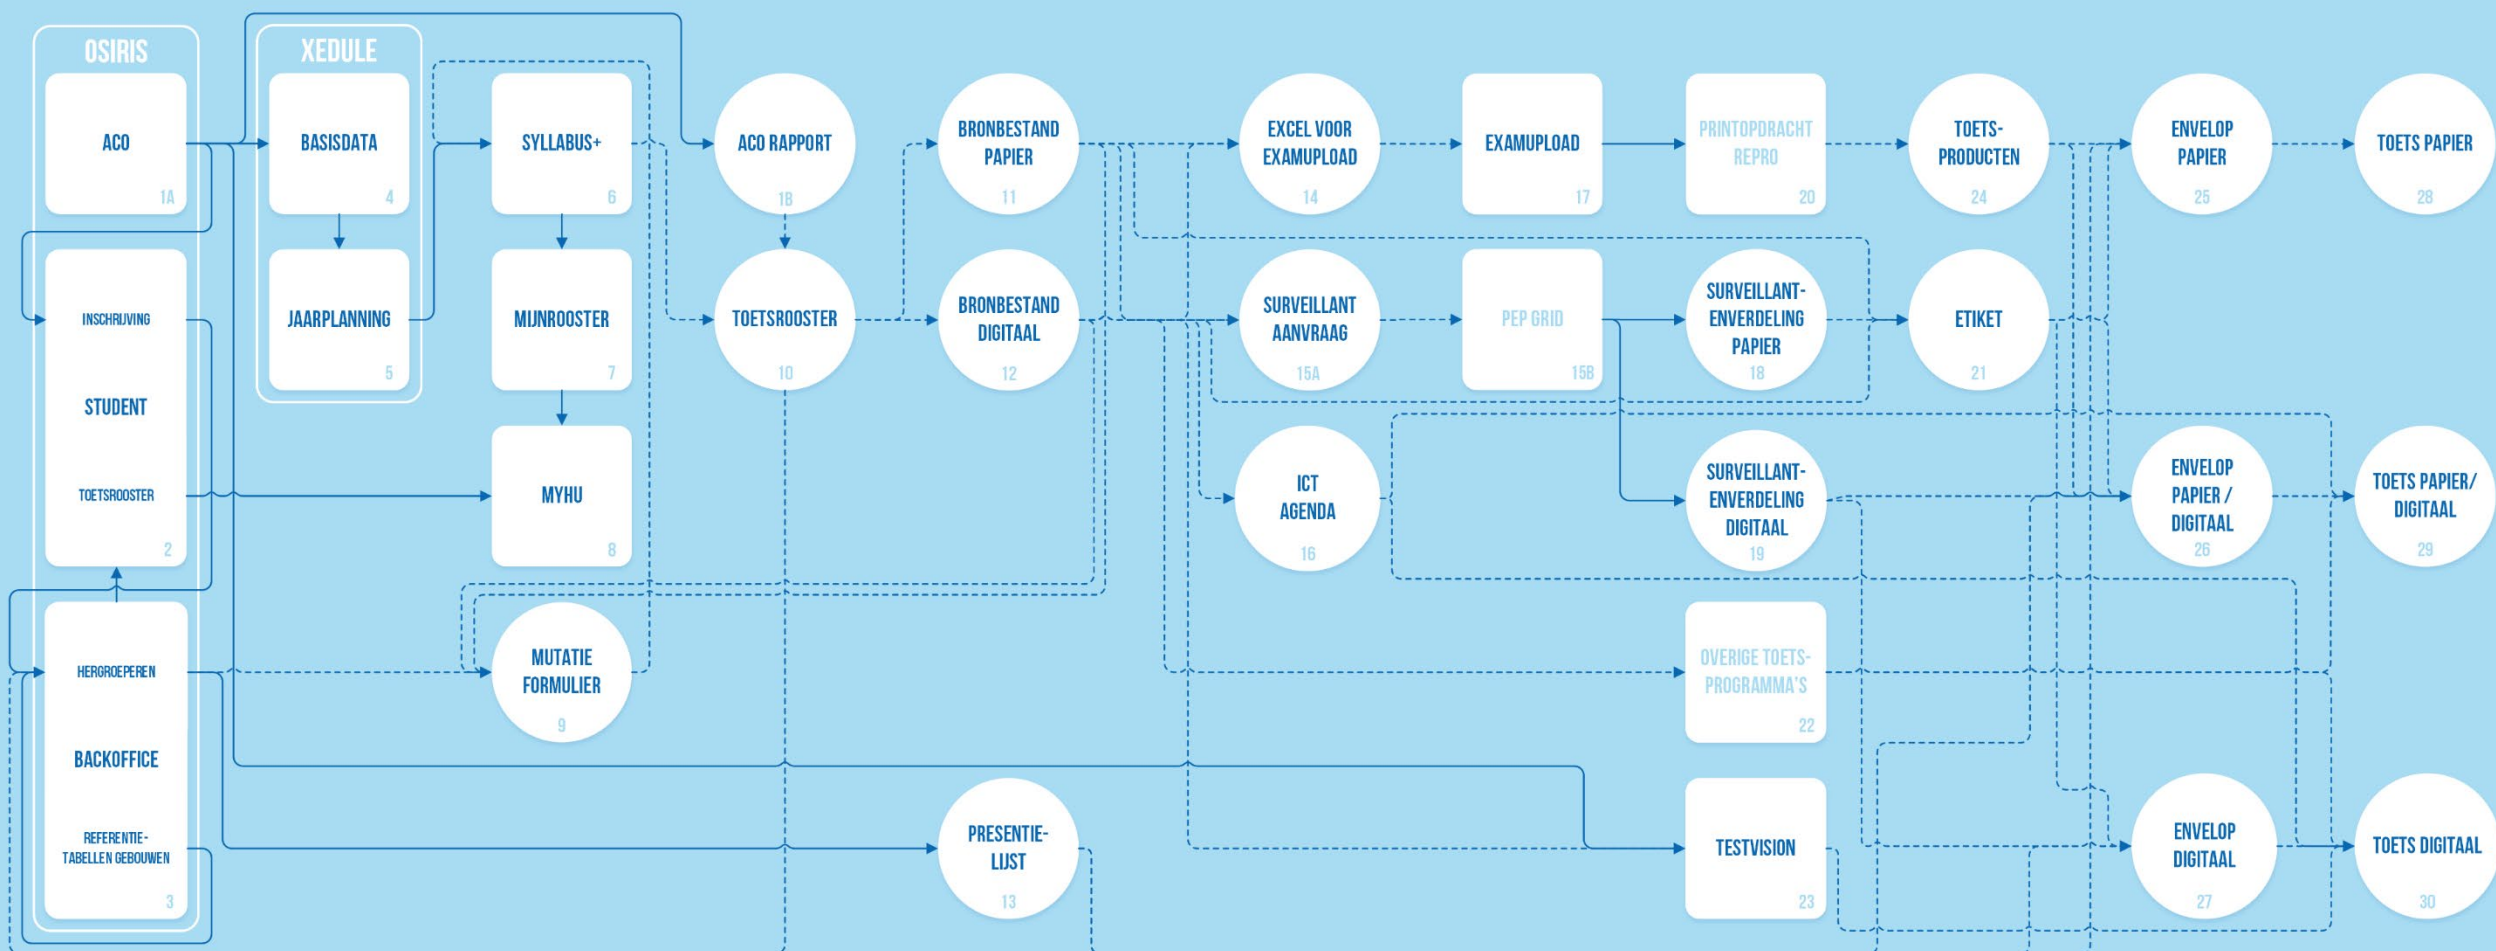 OSIRIS
XEDULE
ACO
1A
BASISDATA
4
SYLLABUS+
6
ACO RAPPORT
1B
BRONBESTAND
PAPIER
11
EXCEL VOOR
EXAMUPLOAD
14
EXAMUPLOAD
17
PRINTOPDRACHT
REPRO
20
TOETS-
PRODUCTEN
24
ENVELOP
PAPIER
25
TOETS PAPIER
28
INSCHRIJVING
STUDENT
TOETSROOSTER
2
JAARPLANNING
5
MIJNROOSTER
7
TOETSROOSTER
10
BRONBESTAND
DIGITAAL
12
SURVEILLANT
AANVRAAG
15A
PEP GRID
15B
SURVEILLANT-
ENVERDELING
PAPIER
18
ETIKET
21
MYHU
8
ICT
AGENDA
16
SURVEILLANT-
ENVERDELING
DIGITAAL
19
ENVELOP
PAPIER /
DIGITAAL
26
TOETS PAPIER/
DIGITAAL
29
HERGROEPEREN
BACKOFFICE
REFERENTIE-
TABELLEN GEBOUWEN
3
MUTATIE
FORMULIER
9
OVERIGE TOETS-
PROGRAMMA'S
22
PRESENTIE-
LIJST
13
TESTVISION
23
ENVELOP
DIGITAAL
27
TOETS DIGITAAL
30